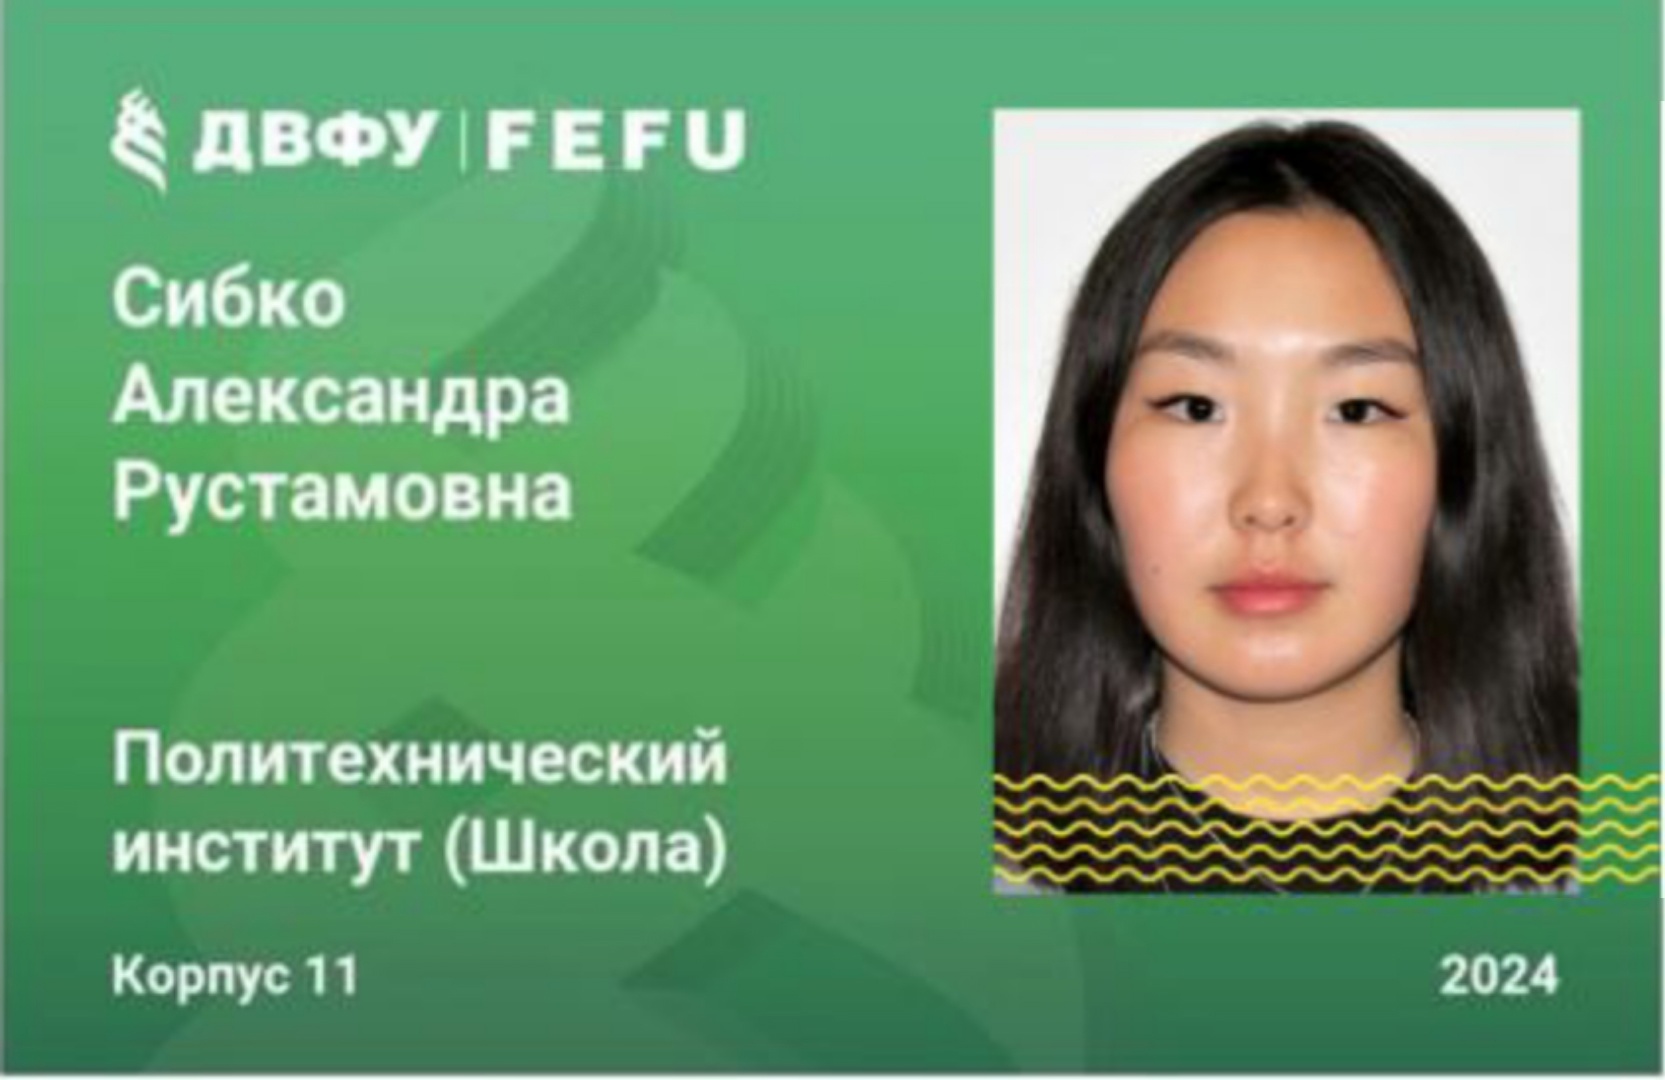 ДВФУ | FEFU
Сибко
Александра
Рустамовна
Политехнический
институт (Школа)
Корпус 11
2024